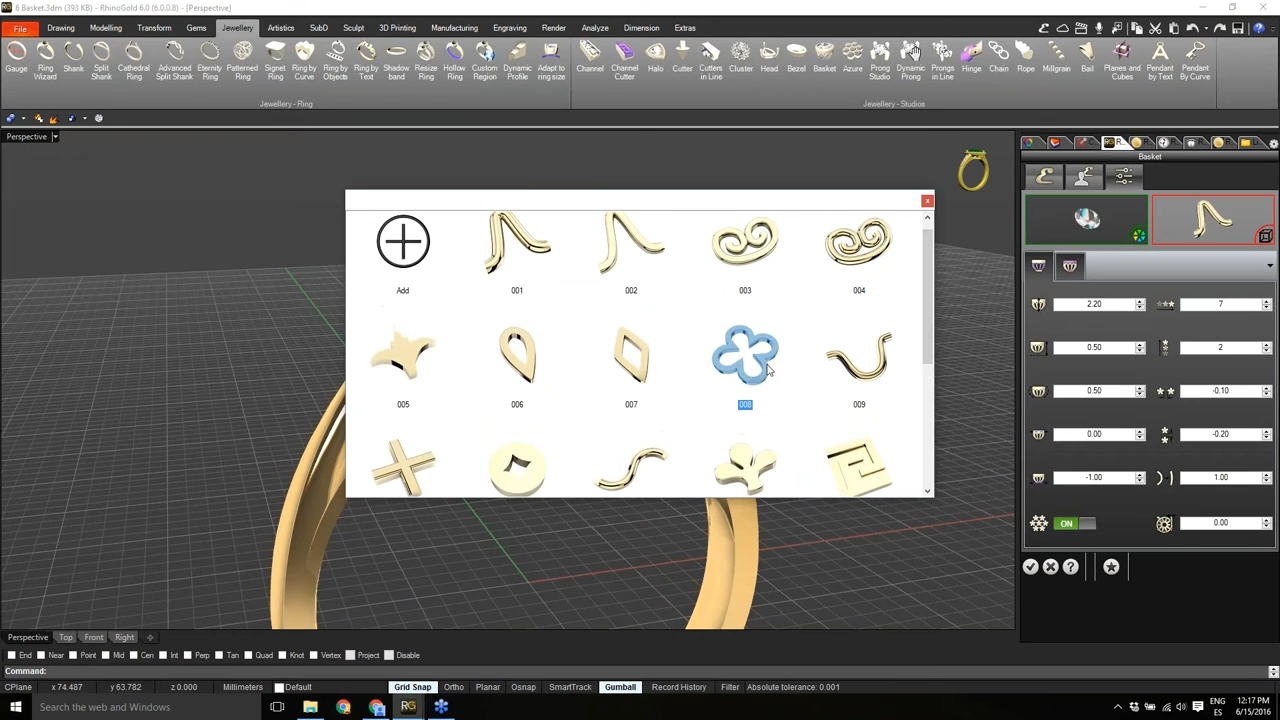 RG 6 Basket.3dm (393 KB) - RhinoGold 6.0 (6.0.0.8) - [Perspective]
File Drawing Modelling Transform Gems Jewellery Artistics SubD Sculpt 3D Printing Manufacturing Engraving Render Analyze Dimension Extras
Gauge Ring Wizard Shank Split Shank Cathedral Ring Advanced Split Shank Eternity Ring Patterned Ring Signet Ring Ring by Curve Ring by Objects Ring by Text Shadow band Resize Ring Hollow Ring Custom Region Dynamic Profile Adapt to ring size Channel Channel Cutter Halo Cutter Cutters in Line Cluster Head Bezel Basket Azure Prong Studio Dynamic Prong Prongs in Line Hinge Chain Rope Millgrain Bail Planes and Cubes Pendant by Text Pendant By Curve
Jewellery - Ring Jewellery - Studios
Perspective
Basket
Add 001 002 003 004
005 006 007 008 009
2.20 7
0.50 2
0.50 -0.10
0.00 -0.20
-1.00 1.00
ON 0.00
Perspective Top Front Right
End Near Point Mid Cen Int Perp Tan Quad Knot Vertex Project Disable
Command:
CPlane x 74.487 y 63.782 z 0.000 Millimeters Default Grid Snap Ortho Planar Osnap SmartTrack Gumball Record History Filter Absolute tolerance: 0.001
Search the web and Windows
RG
ENG 12:17 PM
ES 6/15/2016